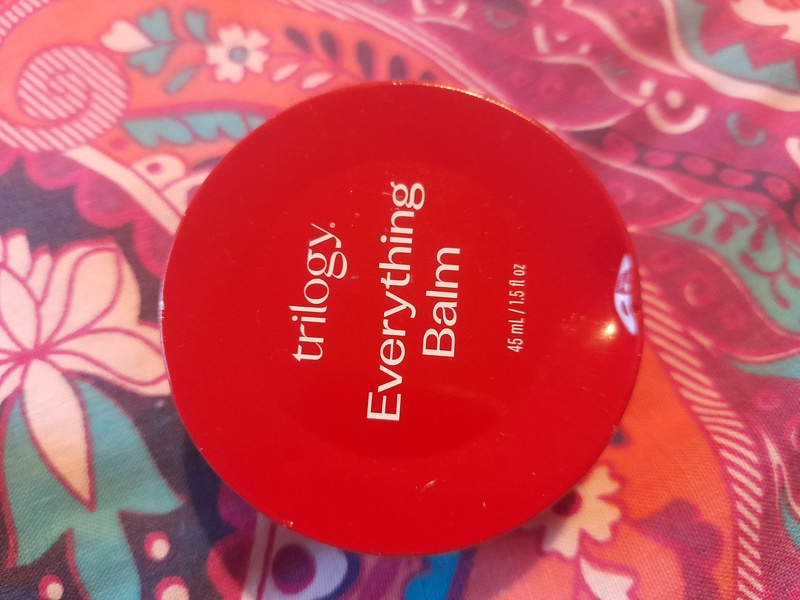 trilogy.
Everything
Balm
45 mL / 1.5 fl oz